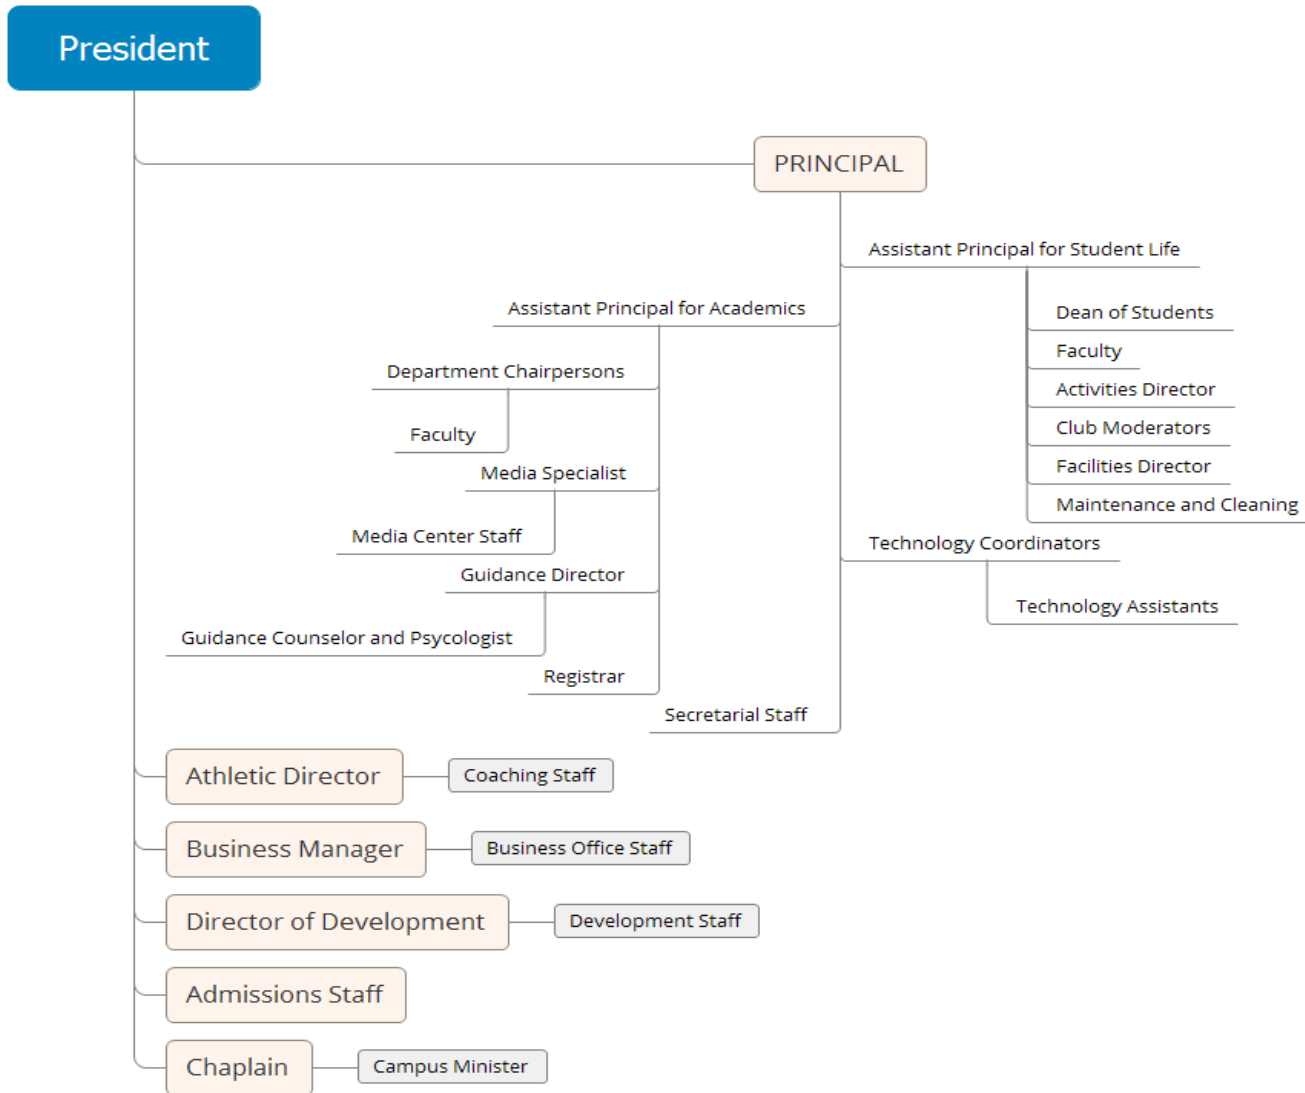 President
PRINCIPAL
Assistant Principal for Student Life
Assistant Principal for Academics
Dean of Students
Department Chairpersons
Faculty
Activities Director
Faculty
Club Moderators
Media Specialist
Facilities Director
Maintenance and Cleaning
Media Center Staff
Technology Coordinators
Guidance Director
Technology Assistants
Guidance Counselor and Psycologist
Registrar
Secretarial Staff
Athletic Director
Coaching Staff
Business Manager
Business Office Staff
Director of Development
Development Staff
Admissions Staff
Chaplain
Campus Minister